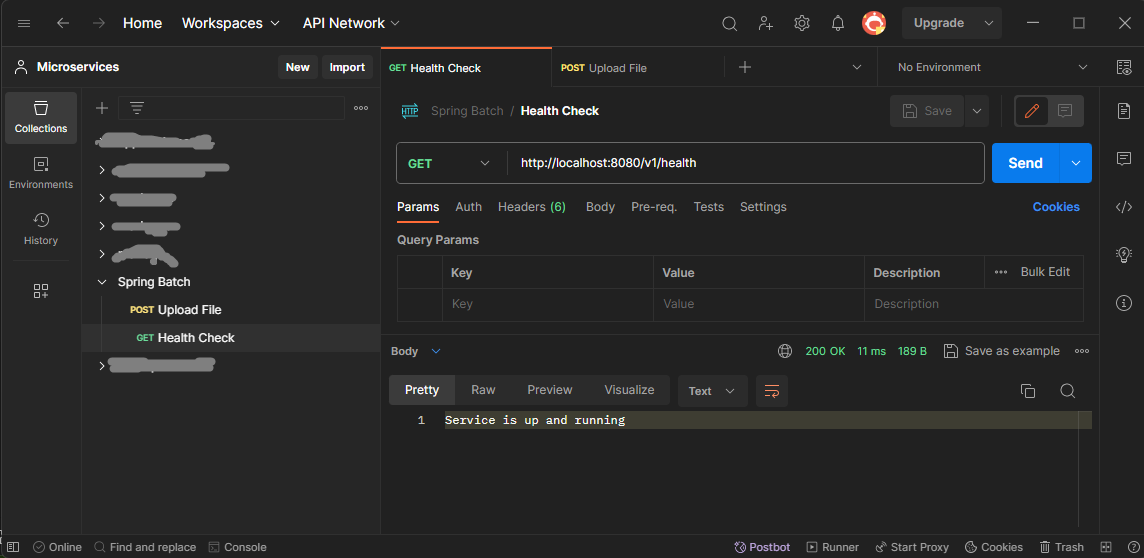 Home Workspaces API Network Upgrade
Microservices New Import
GET Health Check POST Upload File No Environment
Collections
Environments
History
Spring Batch
POST Upload File
GET Health Check
HTTP Spring Batch / Health Check Save
GET http://localhost:8080/v1/health Send
Params Auth Headers (6) Body Pre-req. Tests Settings Cookies
Query Params
Key Value Description Bulk Edit
Key Value Description
Body 200 OK 11 ms 189 B Save as example
Pretty Raw Preview Visualize Text
1 Service is up and running
Online Find and replace Console Postbot Runner Start Proxy Cookies Trash